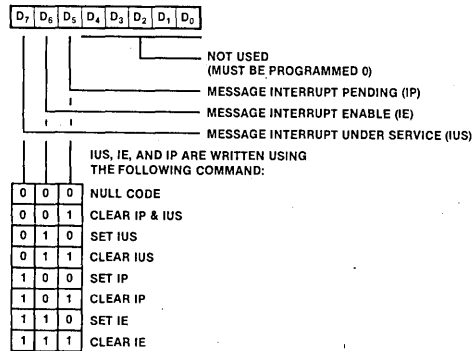 D7 D6 D5 D4 D3 D2 D1 D0
NOT USED
(MUST BE PROGRAMMED 0)
MESSAGE INTERRUPT PENDING (IP)
MESSAGE INTERRUPT ENABLE (IE)
MESSAGE INTERRUPT UNDER SERVICE (IUS)
IUS, IE, AND IP ARE WRITTEN USING
THE FOLLOWING COMMAND:
0 0 0 NULL CODE
0 0 1 CLEAR IP & IUS
0 1 0 SET IUS
0 1 1 CLEAR IUS
1 0 0 SET IP
1 0 1 CLEAR IP
1 1 0 SET IE
1 1 1 CLEAR IE